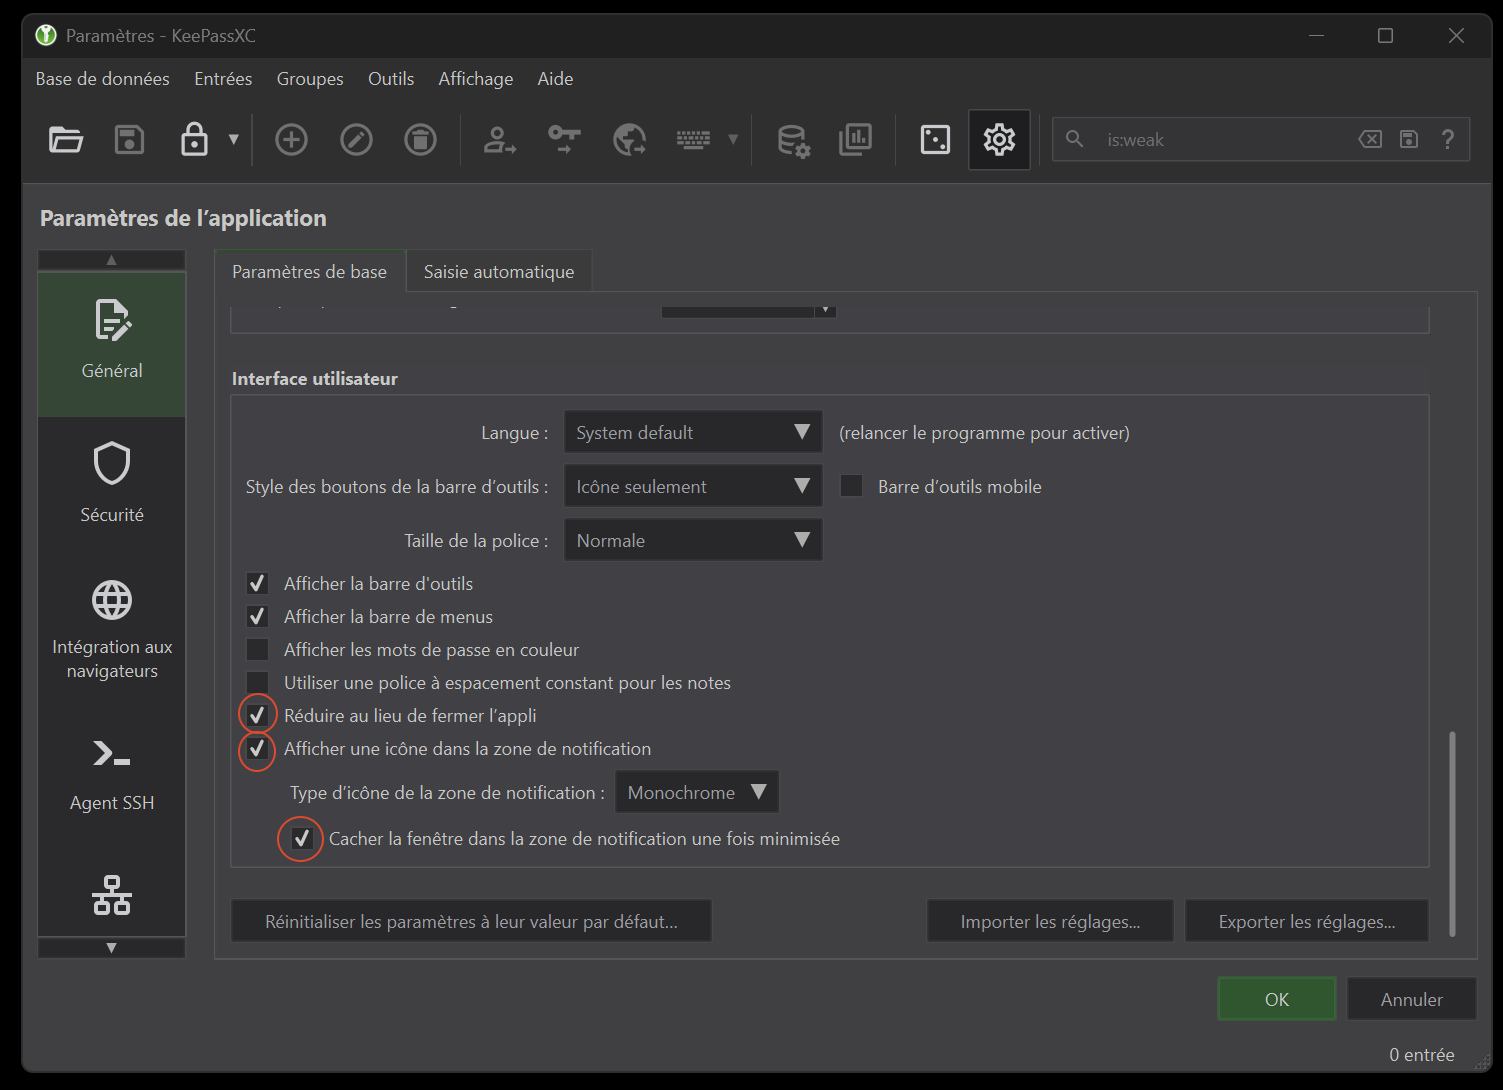 Paramètres - KeePassXC
Base de données Entrées Groupes Outils Affichage Aide
is:weak
Paramètres de l’application
Paramètres de base
Saisie automatique
Général
Sécurité
Intégration aux
navigateurs
Agent SSH
Interface utilisateur
Langue : System default (relancer le programme pour activer)
Style des boutons de la barre d’outils : Icône seulement Barre d’outils mobile
Taille de la police : Normale
Afficher la barre d'outils
Afficher la barre de menus
Afficher les mots de passe en couleur
Utiliser une police à espacement constant pour les notes
Réduire au lieu de fermer l’appli
Afficher une icône dans la zone de notification
Type d’icône de la zone de notification : Monochrome
Cacher la fenêtre dans la zone de notification une fois minimisée
Réinitialiser les paramètres à leur valeur par défaut... Importer les réglages... Exporter les réglages...
OK Annuler
0 entrée